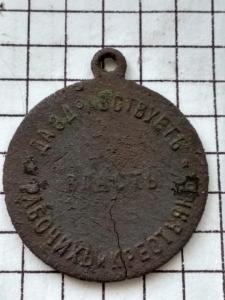 ДА ЗДРАВСТВУЕТЪ
ВЛАСТЬ
РАБОЧИХЪ И КРЕСТЬЯНЪ